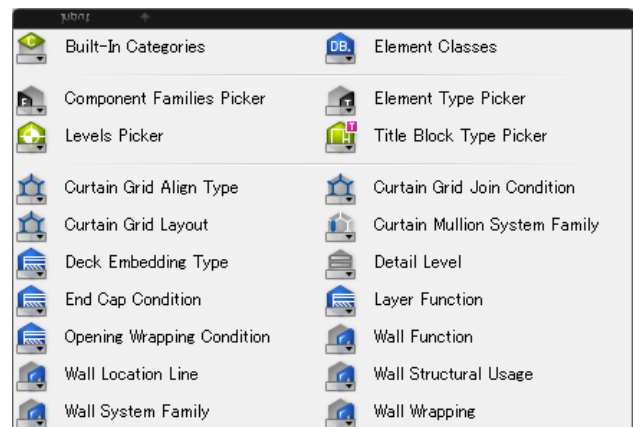 Built-In Categories
Element Classes
Component Families Picker
Element Type Picker
Levels Picker
Title Block Type Picker
Curtain Grid Align Type
Curtain Grid Join Condition
Curtain Grid Layout
Curtain Mullion System Family
Deck Embedding Type
Detail Level
End Cap Condition
Layer Function
Opening Wrapping Condition
Wall Function
Wall Location Line
Wall Structural Usage
Wall System Family
Wall Wrapping